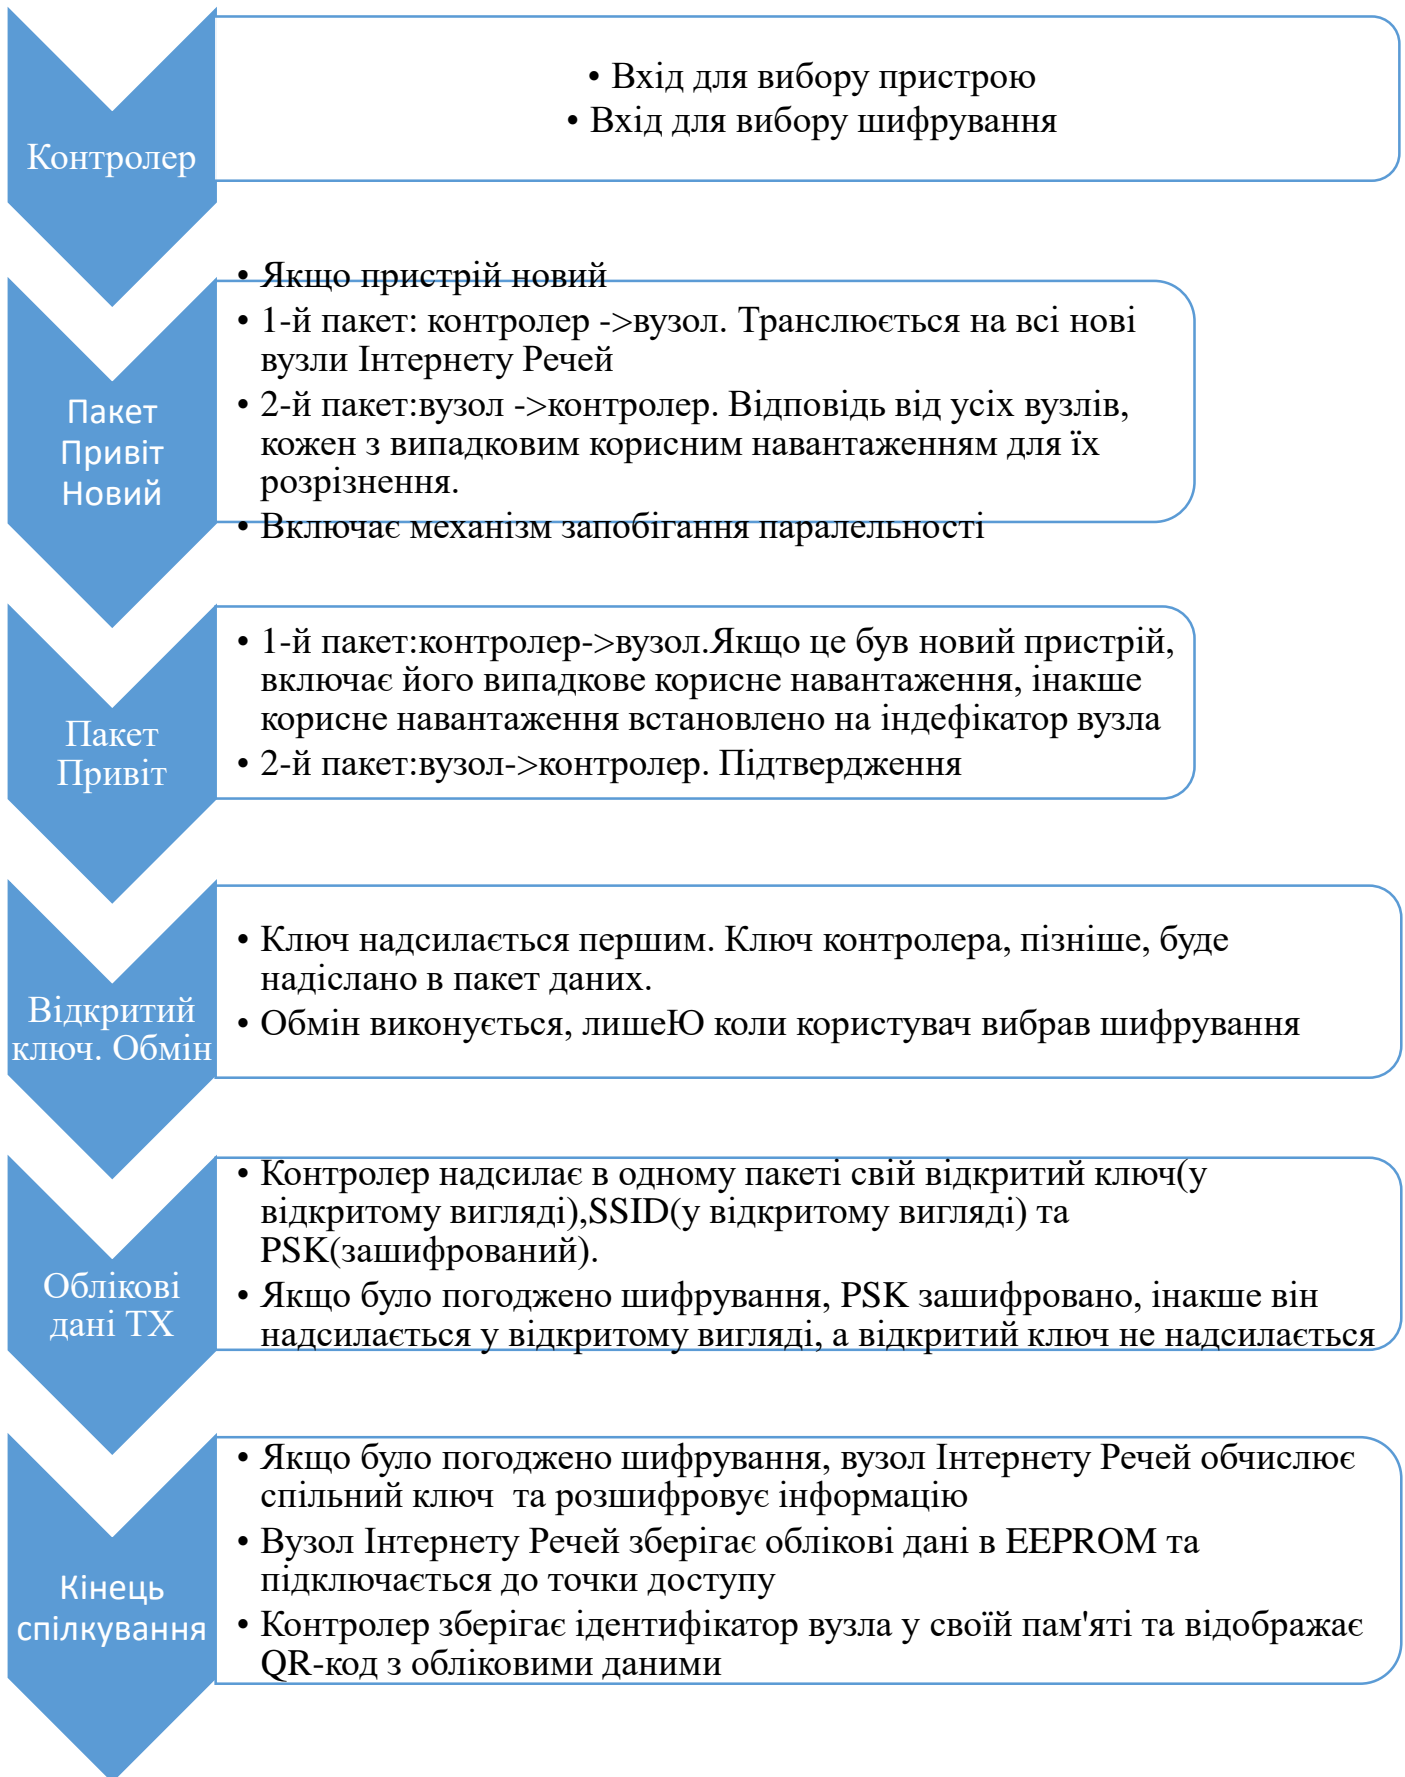 Контролер
• Вхід для вибору пристрою
• Вхід для вибору шифрування
Пакет
Привіт
Новий
• Якщо пристрій новий
• 1-й пакет: контролер ->вузол. Транслюється на всі нові
вузли Інтернету Речей
• 2-й пакет:вузол ->контролер. Відповідь від усіх вузлів,
кожен з випадковим корисним навантаженням для їх
розрізнення.
• Включає механізм запобігання паралельності
Пакет
Привіт
• 1-й пакет:контролер->вузол.Якщо це був новий пристрій,
включає його випадкове корисне навантаження, інакше
корисне навантаження встановлено на індефікатор вузла
• 2-й пакет:вузол->контролер. Підтвердження
Відкритий
ключ. Обмін
• Ключ надсилається першим. Ключ контролера, пізніше, буде
надіслано в пакет даних.
• Обмін виконується, лишеЮ коли користувач вибрав шифрування
Облікові
дані TX
• Контролер надсилає в одному пакеті свій відкритий ключ(у
відкритому вигляді),SSID(у відкритому вигляді) та
PSK(зашифрований).
• Якщо було погоджено шифрування, PSK зашифровано, інакше він
надсилається у відкритому вигляді, а відкритий ключ не надсилається
Кінець
спілкування
• Якщо було погоджено шифрування, вузол Інтернету Речей обчислює
спільний ключ  та розшифровує інформацію
• Вузол Інтернету Речей зберігає облікові дані в EEPROM та
підключається до точки доступу
• Контролер зберігає ідентифікатор вузла у своїй пам'яті та відображає
QR-код з обліковими даними